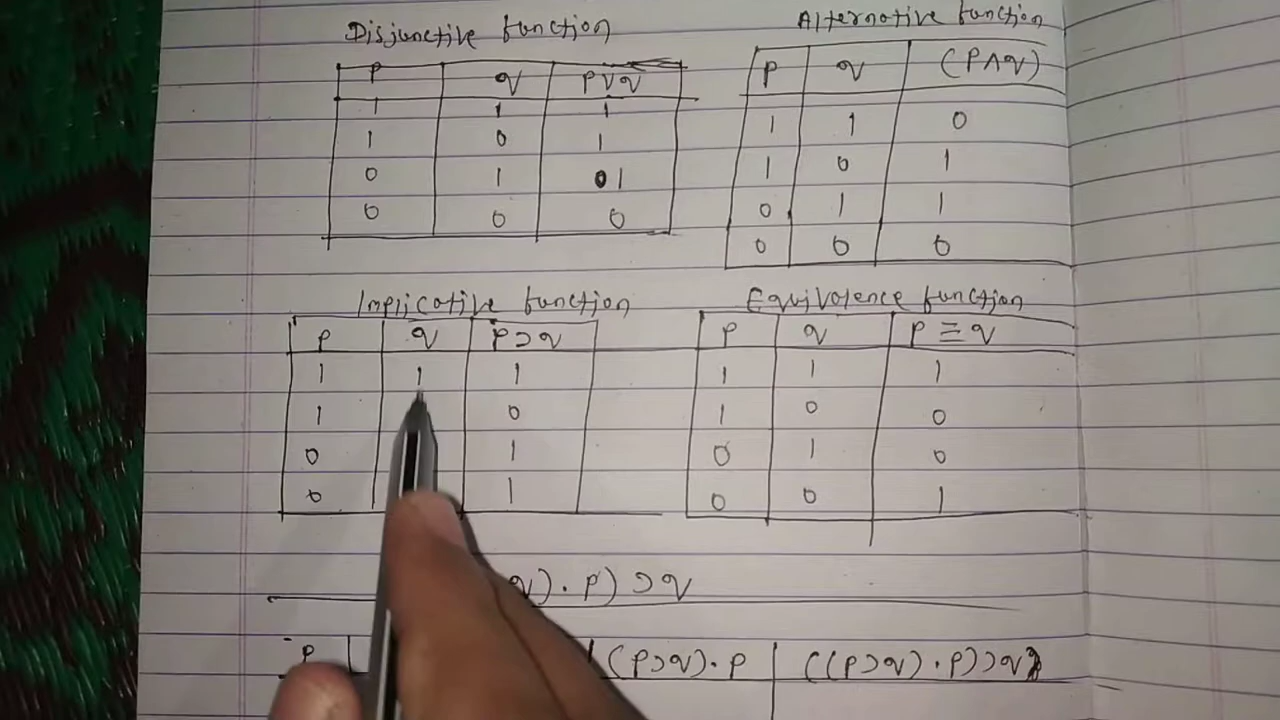 Disjunctive function
P q P∨q
1 1 1
1 0 1
0 1 01
0 0 0
Alternative function
P q (P∧q)
1 1 0
1 0 1
0 1 1
0 0 0
Implicative function
P q P⊃q
1 1 1
1 0
0 1
0 1
Equivalence function
P q P≡q
1 1 1
1 0 0
0 1 0
0 0 1
q)·P)⊃q
P (P⊃q)·P ((P⊃q)·P)⊃q)